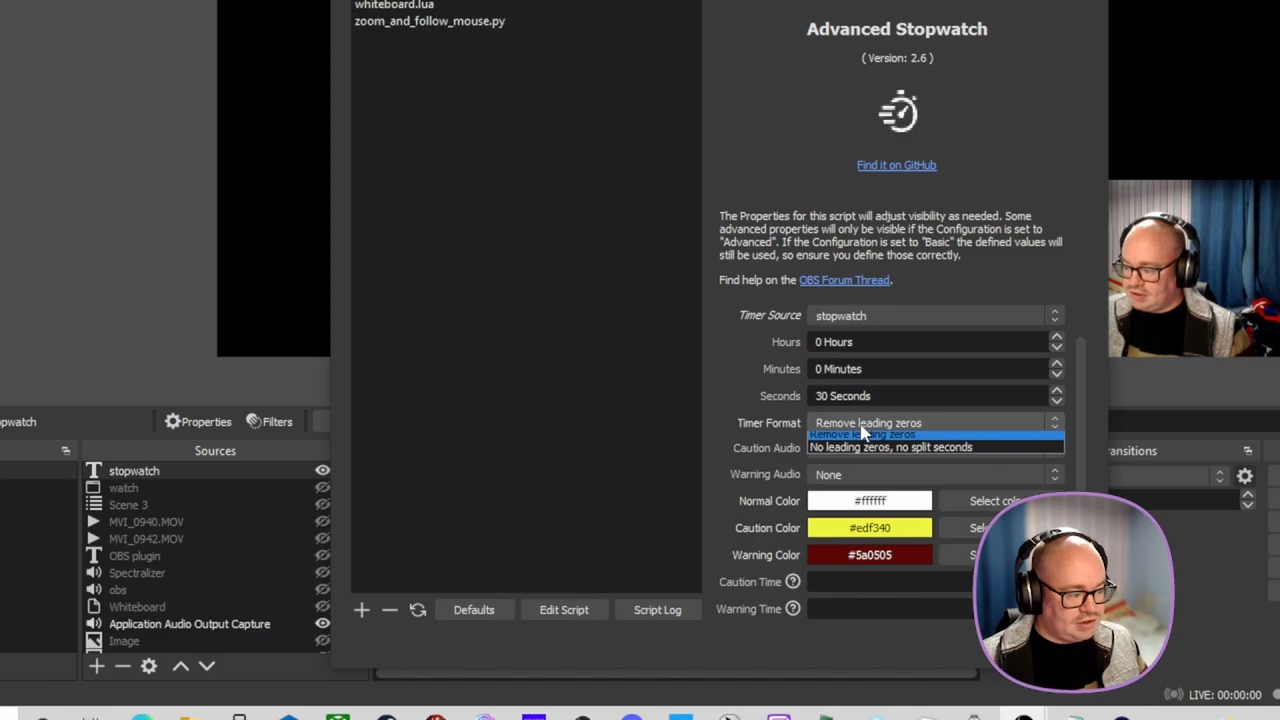 whiteboard.lua
zoom_and_follow_mouse.py
Advanced Stopwatch
( Version: 2.6 )
Find it on GitHub
The Properties for this script will adjust visibility as needed. Some
advanced properties will only be visible if the Configuration is set to
"Advanced". If the Configuration is set to "Basic" the defined values will
still be used, so ensure you define those correctly.
Find help on the OBS Forum Thread.
Timer Source stopwatch
Hours 0 Hours
Minutes 0 Minutes
Seconds 30 Seconds
Timer Format Remove leading zeros
Remove leading zeros
No leading zeros, no split seconds
Caution Audio
Warning Audio None
Normal Color #ffffff Select colo
Caution Color #edf340 Sele
Warning Color #5a0505 S
Caution Time ?
Warning Time ?
Defaults
Edit Script
Script Log
opwatch
Properties
Filters
Sources
stopwatch
watch
Scene 3
MVI_0940.MOV
MVI_0942.MOV
OBS plugin
Spectralizer
obs
Whiteboard
Application Audio Output Capture
Image
ransitions
LIVE: 00:00:00